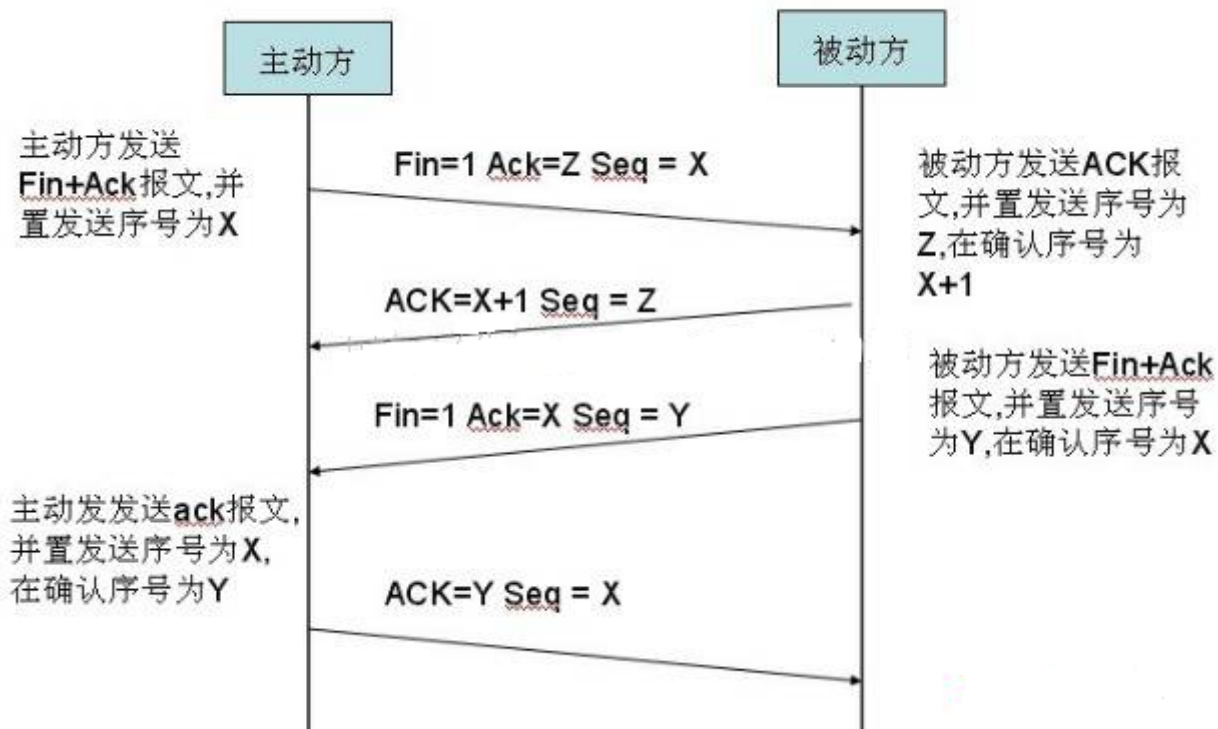 主动方
被动方
主动方发送
Fin+Ack报文,并
置发送序号为X
Fin=1 Ack=Z Seq = X
被动方发送ACK报
文,并置发送序号为
Z,在确认序号为
X+1
ACK=X+1 Seq = Z
被动方发送Fin+Ack
报文,并置发送序号
为Y,在确认序号为X
Fin=1 Ack=X Seq = Y
主动发发送ack报文,
并置发送序号为X,
在确认序号为Y
ACK=Y Seq = X